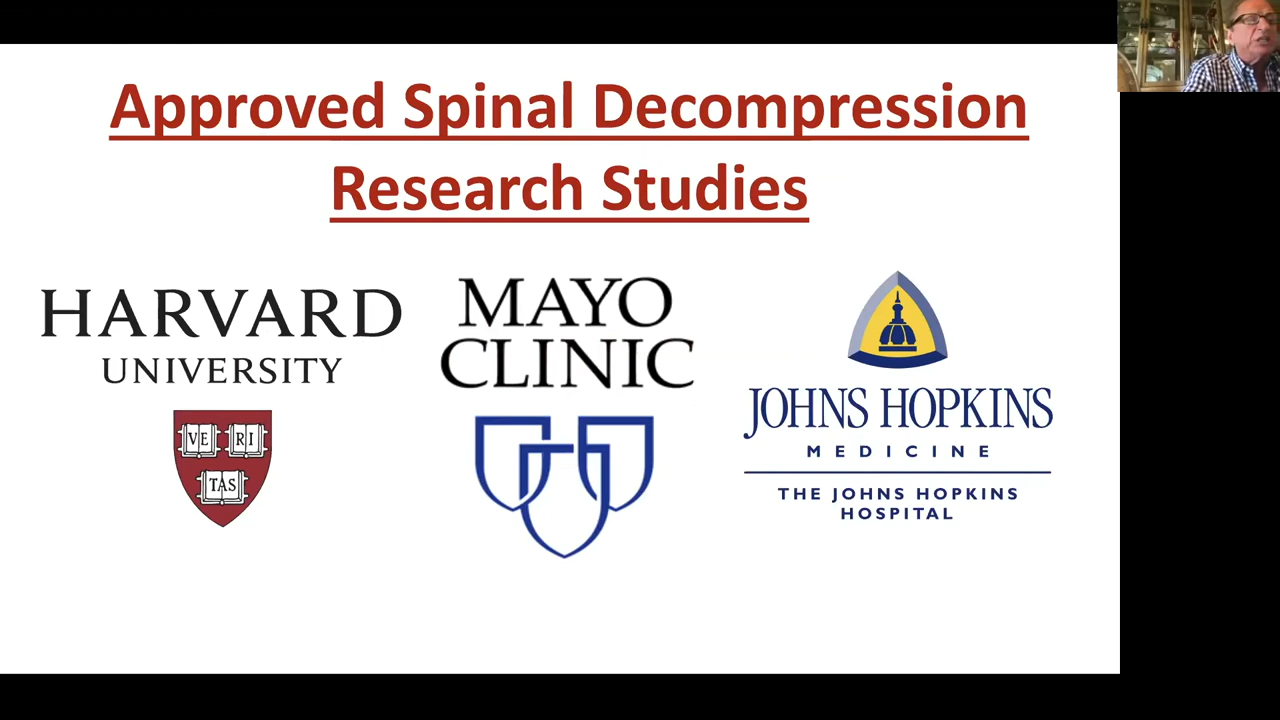 Approved Spinal Decompression
Research Studies
HARVARD
UNIVERSITY
VE RI
TAS
MAYO
CLINIC
JOHNS HOPKINS
MEDICINE
THE JOHNS HOPKINS
HOSPITAL